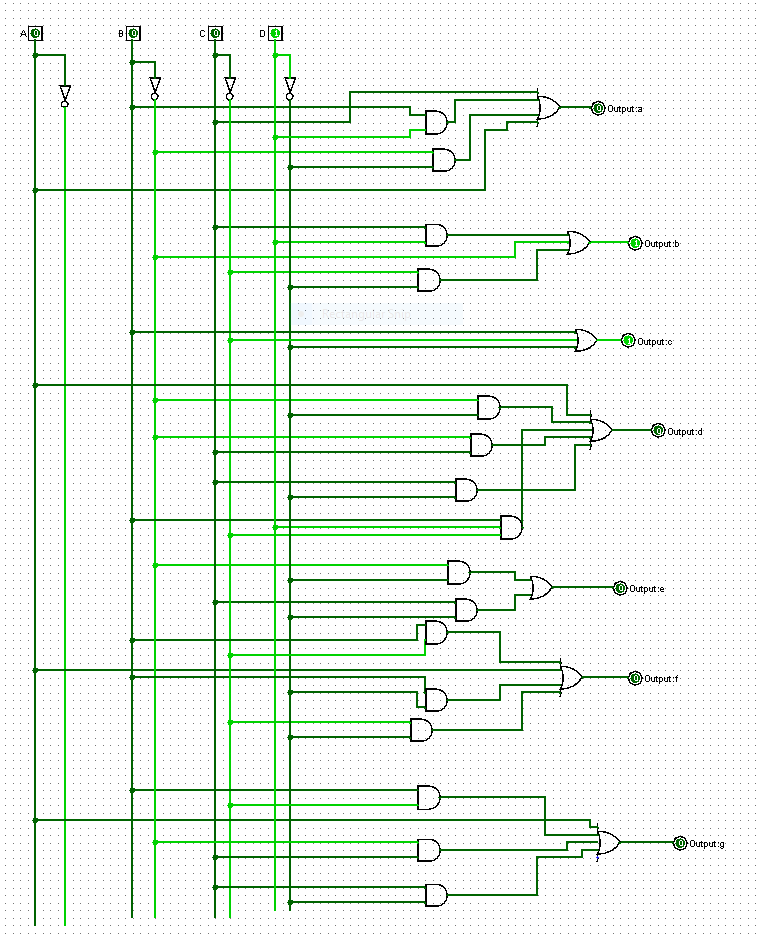 A 0 B 0 C 0 D 1
0 Output:a
1 Output:b
1 Output:c
0 Output:d
0 Output:e
0 Output:f
0 Output:g